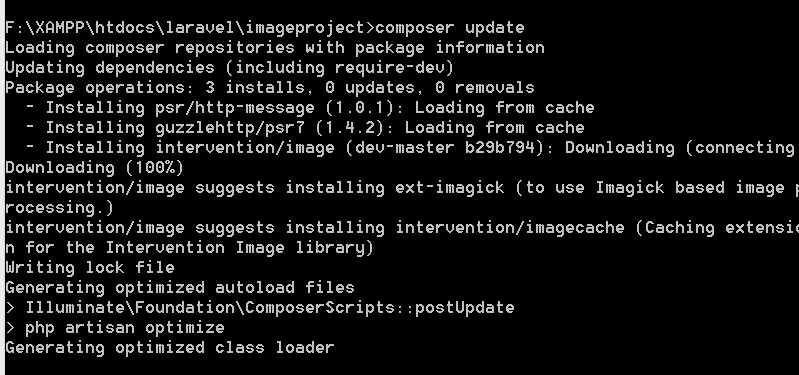 F:\XAMPP\htdocs\laravel\imageproject>composer update
Loading composer repositories with package information
Updating dependencies (including require-dev)
Package operations: 3 installs, 0 updates, 0 removals
  - Installing psr/http-message (1.0.1): Loading from cache
  - Installing guzzlehttp/psr7 (1.4.2): Loading from cache
  - Installing intervention/image (dev-master b29b794): Downloading (connecting
Downloading (100%)
intervention/image suggests installing ext-imagick (to use Imagick based image p
rocessing.)
intervention/image suggests installing intervention/imagecache (Caching extensio
n for the Intervention Image library)
Writing lock file
Generating optimized autoload files
> Illuminate\Foundation\ComposerScripts::postUpdate
> php artisan optimize
Generating optimized class loader